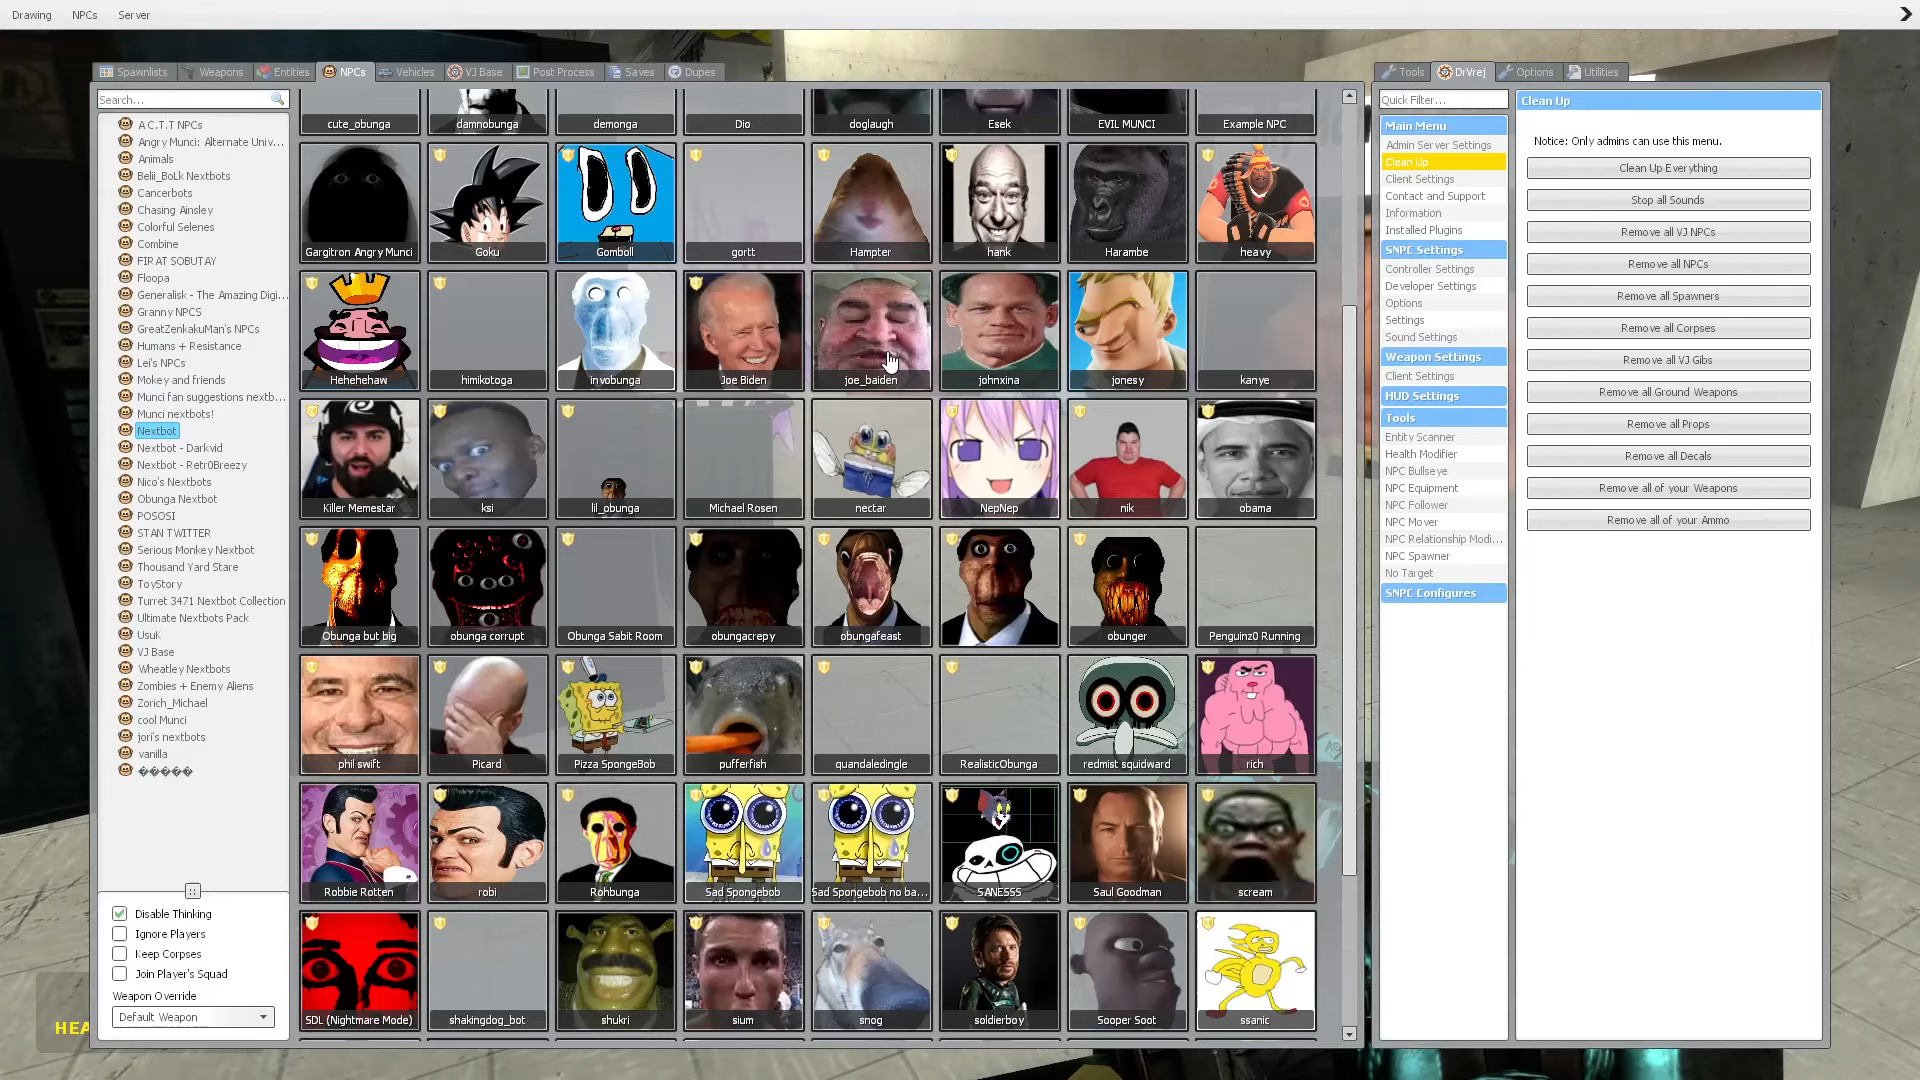 Drawing NPCs Server
Spawnlists Weapons Entities NPCs Vehicles VJ Base Post Process Saves Dupes
Search...
A.C.T.T NPCs
Angry Munci: Alternate Univ...
Animals
Belii_BoLk Nextbots
Cancerbots
Chasing Ainsley
Colorful Selenes
Combine
FIRAT SOBUTAY
Floopa
Generalisk - The Amazing Digi...
Granny NPCS
GreatZenkakuMan's NPCs
Humans + Resistance
Lei's NPCs
Mokey and friends
Munci fan suggestions nextb...
Munci nextbots!
Nextbot
Nextbot - Darkvid
Nextbot - Retr0Breezy
Nico's Nextbots
Obunga Nextbot
POSOSI
STAN TWITTER
Serious Monkey Nextbot
Thousand Yard Stare
ToyStory
Turret 3471 Nextbot Collection
Ultimate Nextbots Pack
UsuK
VJ Base
Wheatley Nextbots
Zombies + Enemy Aliens
Zorich_Michael
cool Munci
jori's nextbots
vanilla
�����
Disable Thinking
Ignore Players
Keep Corpses
Join Player's Squad
Weapon Override
Default Weapon
HEA
cute_obunga damnobunga demonga Dio doglaugh Esek EVIL MUNCI Example NPC
Gargitron Angry Munci Goku Gomboll gortt Hampter hank Harambe heavy
Hehehehaw himikotoga invobunga Joe Biden joe_baiden johnxina jonesy kanye
Killer Memestar ksi lil_obunga Michael Rosen nectar NepNep nik obama
Obunga but big obunga corrupt Obunga Sabit Room obungacrepy obungafeast obunger Penguinz0 Running
phil swift Picard Pizza SpongeBob pufferfish quandaledingle RealisticObunga redmist squidward rich
Robbie Rotten robi Rohbunga Sad Spongebob Sad Spongebob no ba... SANESSS Saul Goodman scream
SDL (Nightmare Mode) shakingdog_bot shukri sium snog soldierboy Sooper Soot ssanic
Tools DrVrej Options Utilities
Quick Filter...
Main Menu
Admin Server Settings
Clean Up
Client Settings
Contact and Support
Information
Installed Plugins
SNPC Settings
Controller Settings
Developer Settings
Options
Settings
Sound Settings
Weapon Settings
Client Settings
HUD Settings
Tools
Entity Scanner
Health Modifier
NPC Bullseye
NPC Equipment
NPC Follower
NPC Mover
NPC Relationship Modi...
NPC Spawner
No Target
SNPC Configures
Clean Up
Notice: Only admins can use this menu.
Clean Up Everything
Stop all Sounds
Remove all VJ NPCs
Remove all NPCs
Remove all Spawners
Remove all Corpses
Remove all VJ Gibs
Remove all Ground Weapons
Remove all Props
Remove all Decals
Remove all of your Weapons
Remove all of your Ammo